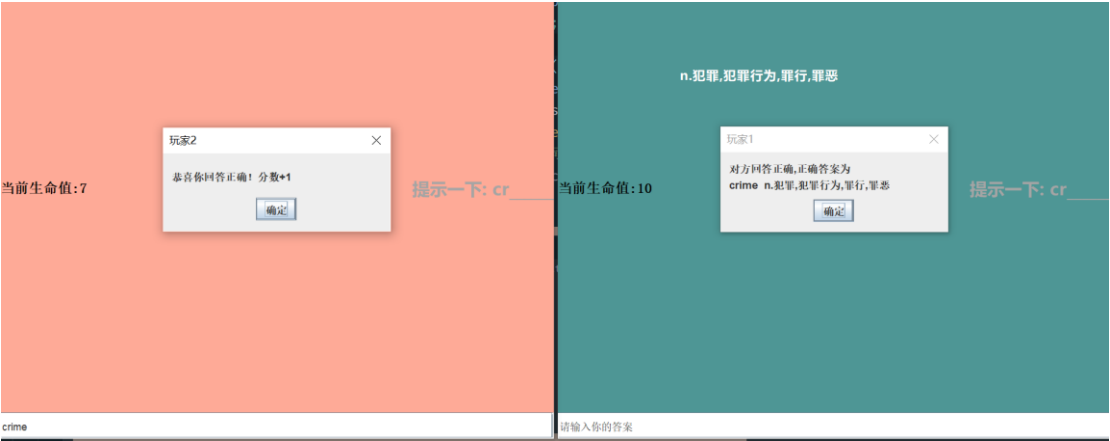 玩家2
恭喜你回答正确！分数+1
确定
当前生命值:7
提示一下: cr____
crime
n.犯罪,犯罪行为,罪行,罪恶
玩家1
对方回答正确,正确答案为
crime n.犯罪,犯罪行为,罪行,罪恶
确定
当前生命值:10
提示一下: cr____
请输入你的答案